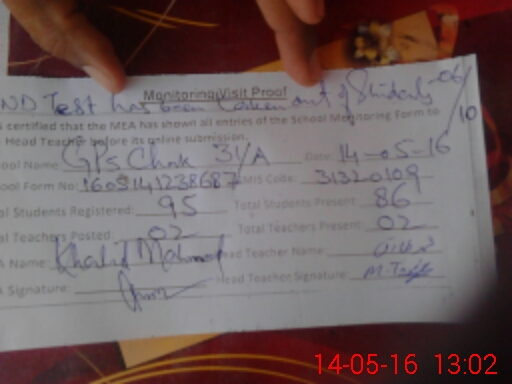 Monitoring Visit Proof
ND Test has been taken out of Students 06/10
certified that the MEA has shown all entries of the School Monitoring Form to
Head Teacher before its online submission.
ool Name GPS Chak 31/A Date: 14-05-16
ool Form No: 1605141238687 EMIS Code: 31320109
al Students Registered: 95 Total Students Present: 86
al Teachers Posted: 02 Total Teachers Present: 02
A Name: Khalid Mahmood Head Teacher Name:
A Signature: Head Teacher Signature:
14-05-16 13:02